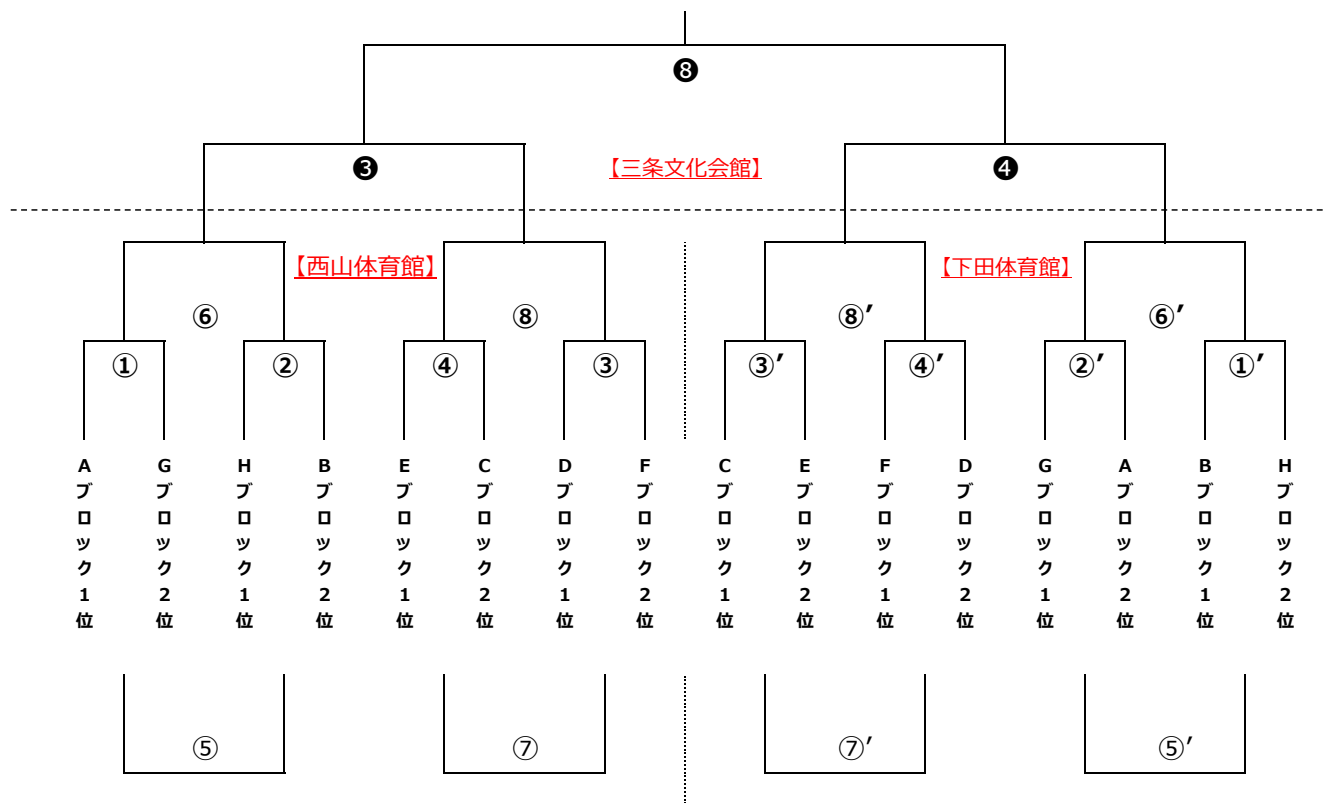 ❽
❸
【三条文化会館】
❹
【西山体育館】
【下田体育館】
⑥
⑧
⑧′
⑥′
①
②
④
③
③′
④′
②′
①′
Aブロック1位
Gブロック2位
Hブロック1位
Bブロック2位
Eブロック1位
Cブロック2位
Dブロック1位
Fブロック2位
Cブロック1位
Eブロック2位
Fブロック1位
Dブロック2位
Gブロック1位
Aブロック2位
Bブロック1位
Hブロック2位
⑤
⑦
⑦′
⑤′